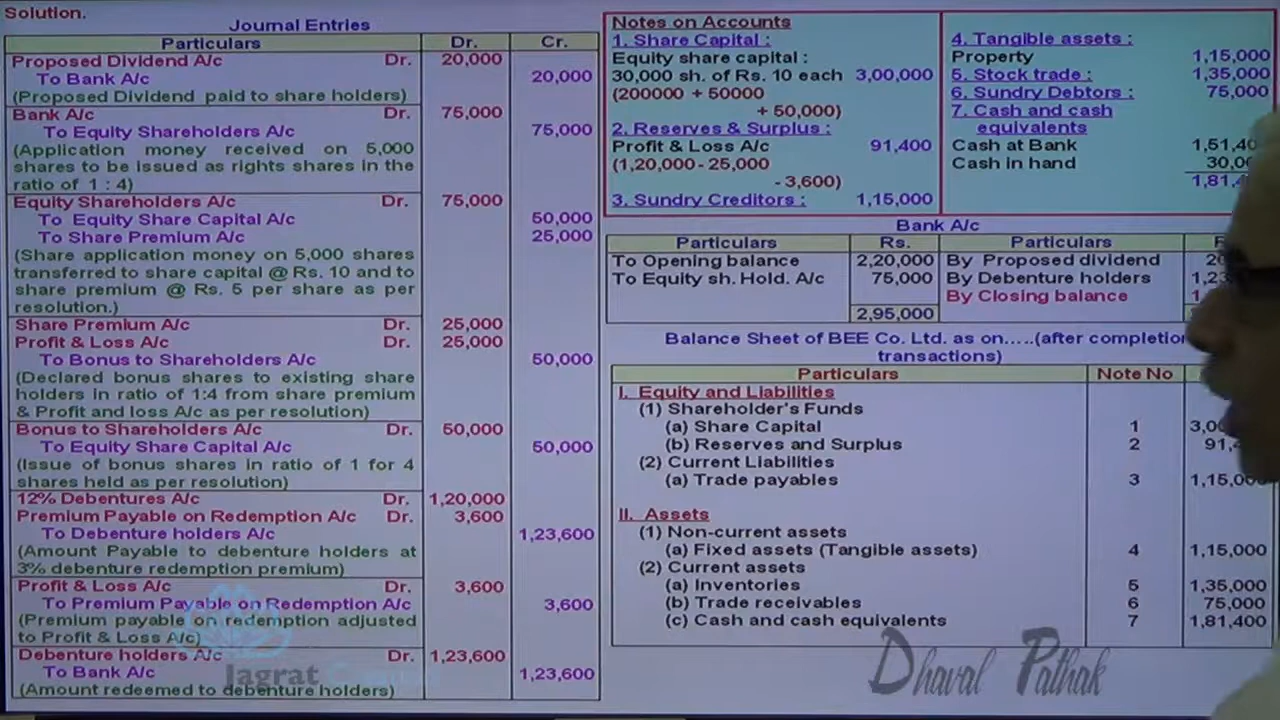 Solution.
Journal Entries
Particulars Dr. Cr.
Proposed Dividend A/c Dr. 20,000
To Bank A/c 20,000
(Proposed Dividend paid to share holders)
Bank A/c Dr. 75,000
To Equity Shareholders A/c 75,000
(Application money received on 5,000
shares to be issued as rights shares in the
ratio of 1 : 4)
Equity Shareholders A/c Dr. 75,000
To Equity Share Capital A/c 50,000
To Share Premium A/c 25,000
(Share application money on 5,000 shares
transferred to share capital @ Rs. 10 and to
share premium @ Rs. 5 per share as per
resolution.)
Share Premium A/c Dr. 25,000
Profit & Loss A/c Dr. 25,000
To Bonus to Shareholders A/c 50,000
(Declared bonus shares to existing share
holders in ratio of 1:4 from share premium
& Profit and loss A/c as per resolution)
Bonus to Shareholders A/c Dr. 50,000
To Equity Share Capital A/c 50,000
(Issue of bonus shares in ratio of 1 for 4
shares held as per resolution)
12% Debentures A/c Dr. 1,20,000
Premium Payable on Redemption A/c Dr. 3,600
To Debenture holders A/c 1,23,600
(Amount Payable to debenture holders at
3% debenture redemption premium)
Profit & Loss A/c Dr. 3,600
To Premium Payable on Redemption A/c 3,600
(Premium payable on redemption adjusted
to Profit & Loss A/c)
Debenture holders A/c Dr. 1,23,600
To Bank A/c 1,23,600
(Amount redeemed to debenture holders)
Notes on Accounts
1. Share Capital :
Equity share capital :
30,000 sh. of Rs. 10 each 3,00,000
(200000 + 50000
+ 50,000)
2. Reserves & Surplus :
Profit & Loss A/c 91,400
(1,20,000 - 25,000
- 3,600)
3. Sundry Creditors : 1,15,000
4. Tangible assets :
Property 1,15,000
5. Stock trade : 1,35,000
6. Sundry Debtors : 75,000
7. Cash and cash
equivalents
Cash at Bank 1,51,40
Cash in hand 30,00
1,81,4
Bank A/c
Particulars Rs. Particulars
To Opening balance 2,20,000 By Proposed dividend 20
To Equity sh. Hold. A/c 75,000 By Debenture holders 1,23
By Closing balance 1,
2,95,000
Balance Sheet of BEE Co. Ltd. as on.....(after completion
transactions)
Particulars Note No
I. Equity and Liabilities
(1) Shareholder's Funds
(a) Share Capital 1 3,00
(b) Reserves and Surplus 2 91,4
(2) Current Liabilities
(a) Trade payables 3 1,15,000
II. Assets
(1) Non-current assets
(a) Fixed assets (Tangible assets) 4 1,15,000
(2) Current assets
(a) Inventories 5 1,35,000
(b) Trade receivables 6 75,000
(c) Cash and cash equivalents 7 1,81,400
Jagrat
Dhaval Pathak